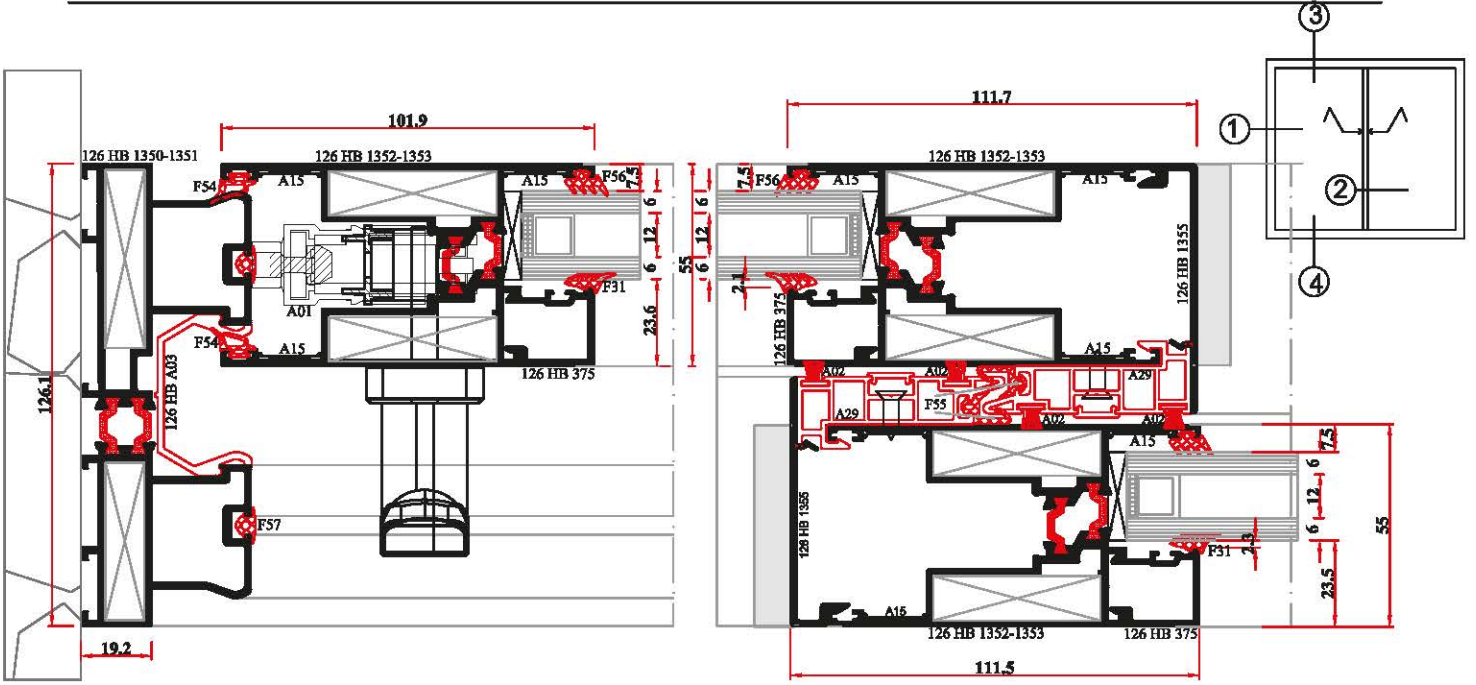 3
111.7
101.9
1
126 HB 1350-1351
126 HB 1352-1353
126 HB 1352-1353
F54
A15
A15
F56
7.5
7.5
F56
A15
A15
2
6
6
12
12
126 HB 1355
55
6
6
4
F31
2.1
A01
126.1
126 HB A03
F54
A15
23.6
126 HB 375
126 HB 375
A15
A02
A02
A29
F55
A29
A02
A02
A15
7.5
6
F57
126 HB 1355
12
55
6
2.3
F31
23.5
A15
126 HB 1352-1353
126 HB 375
19.2
111.5